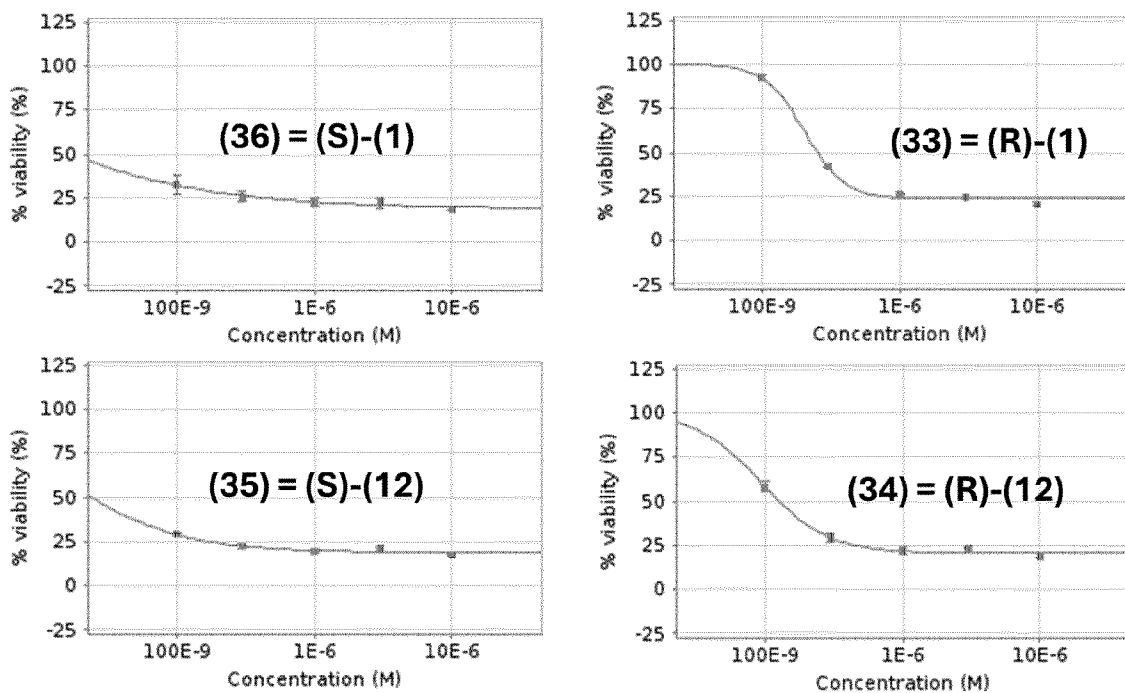 125
100
75
50
25
0
-25
% viability (%)
(36) = (S)-(1)
100E-9 1E-6 10E-6
Concentration (M)
125
100
75
50
25
0
-25
% viability (%)
(33) = (R)-(1)
100E-9 1E-6 10E-6
Concentration (M)
125
100
75
50
25
0
-25
% viability (%)
(35) = (S)-(12)
100E-9 1E-6 10E-6
Concentration (M)
125
100
75
50
25
0
-25
% viability (%)
(34) = (R)-(12)
100E-9 1E-6 10E-6
Concentration (M)